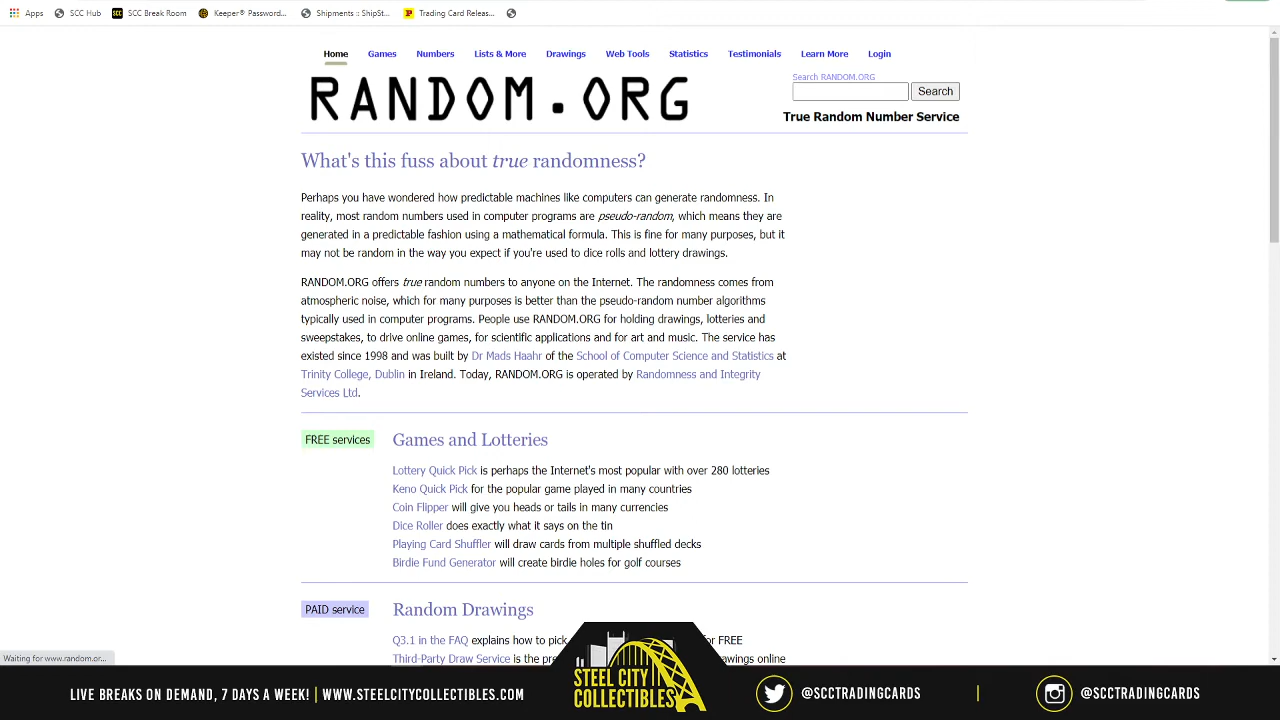 Apps SCC Hub SCC SCC Break Room Keeper® Password... Shipments :: ShipSt... Trading Card Releas...
Home Games Numbers Lists & More Drawings Web Tools Statistics Testimonials Learn More Login
RANDOM.ORG
Search RANDOM.ORG
Search
True Random Number Service
What's this fuss about true randomness?
Perhaps you have wondered how predictable machines like computers can generate randomness. In
reality, most random numbers used in computer programs are pseudo-random, which means they are
generated in a predictable fashion using a mathematical formula. This is fine for many purposes, but it
may not be random in the way you expect if you're used to dice rolls and lottery drawings.
RANDOM.ORG offers true random numbers to anyone on the Internet. The randomness comes from
atmospheric noise, which for many purposes is better than the pseudo-random number algorithms
typically used in computer programs. People use RANDOM.ORG for holding drawings, lotteries and
sweepstakes, to drive online games, for scientific applications and for art and music. The service has
existed since 1998 and was built by Dr Mads Haahr of the School of Computer Science and Statistics at
Trinity College, Dublin in Ireland. Today, RANDOM.ORG is operated by Randomness and Integrity
Services Ltd.
FREE services
Games and Lotteries
Lottery Quick Pick is perhaps the Internet's most popular with over 280 lotteries
Keno Quick Pick for the popular game played in many countries
Coin Flipper will give you heads or tails in many currencies
Dice Roller does exactly what it says on the tin
Playing Card Shuffler will draw cards from multiple shuffled decks
Birdie Fund Generator will create birdie holes for golf courses
PAID service
Random Drawings
Q3.1 in the FAQ explains how to pick or FREE
Third-Party Draw Service is the pre awings online
Waiting for www.random.or...
LIVE BREAKS ON DEMAND, 7 DAYS A WEEK! | WWW.STEELCITYCOLLECTIBLES.COM
STEEL CITY
COLLECTIBLES
@SCCTRADINGCARDS | @SCCTRADINGCARDS